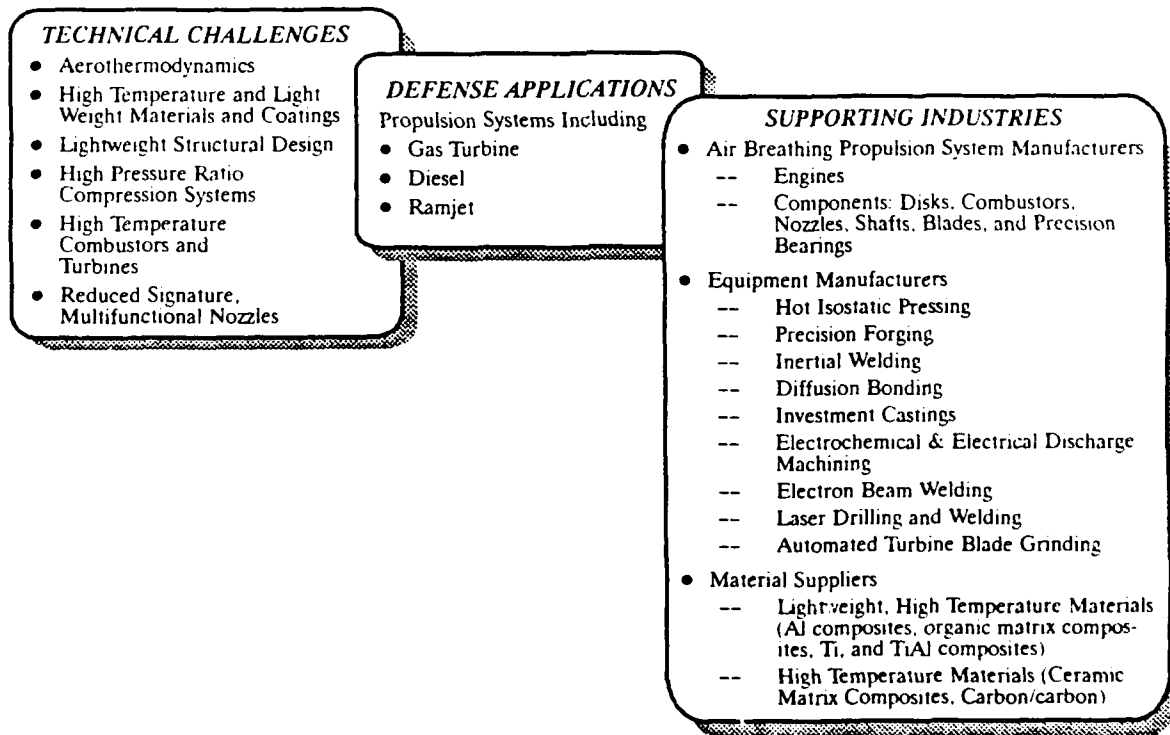 TECHNICAL CHALLENGES
● Aerothermodynamics
● High Temperature and Light
Weight Materials and Coatings
● Lightweight Structural Design
● High Pressure Ratio
Compression Systems
● High Temperature
Combustors and
Turbines
● Reduced Signature,
Multifunctional Nozzles
DEFENSE APPLICATIONS
Propulsion Systems Including
● Gas Turbine
● Diesel
● Ramjet
SUPPORTING INDUSTRIES
● Air Breathing Propulsion System Manufacturers
-- Engines
-- Components: Disks, Combustors,
Nozzles, Shafts, Blades, and Precision
Bearings
● Equipment Manufacturers
-- Hot Isostatic Pressing
-- Precision Forging
-- Inertial Welding
-- Diffusion Bonding
-- Investment Castings
-- Electrochemical & Electrical Discharge
Machining
-- Electron Beam Welding
-- Laser Drilling and Welding
-- Automated Turbine Blade Grinding
● Material Suppliers
-- Lightweight, High Temperature Materials
(Al composites, organic matrix compos-
ites, Ti, and TiAl composites)
-- High Temperature Materials (Ceramic
Matrix Composites, Carbon/carbon)